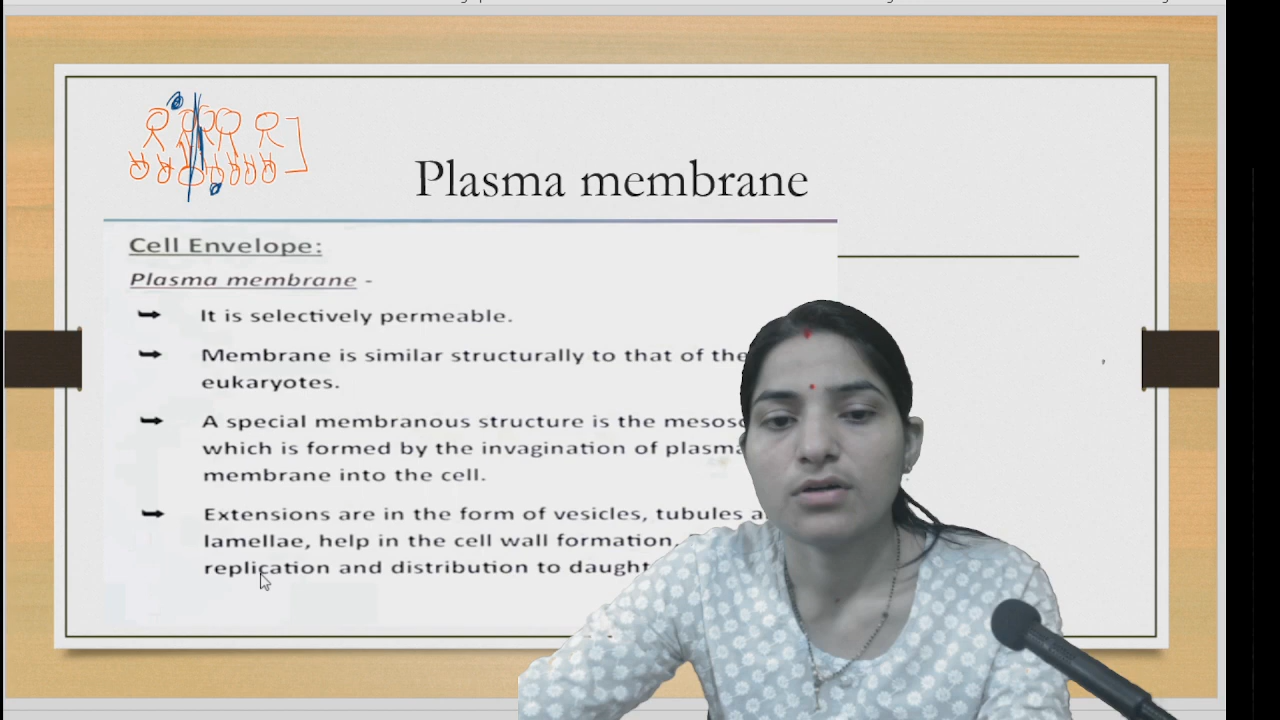 Plasma membrane
Cell Envelope:
Plasma membrane -
It is selectively permeable.
Membrane is similar structurally to that of the
eukaryotes.
A special membranous structure is the
which is formed by the invagination of
membrane into the cell.
Extensions are in the form of vesicles, tubules
lamellae, help in the cell wall formation,
replication and distribution to